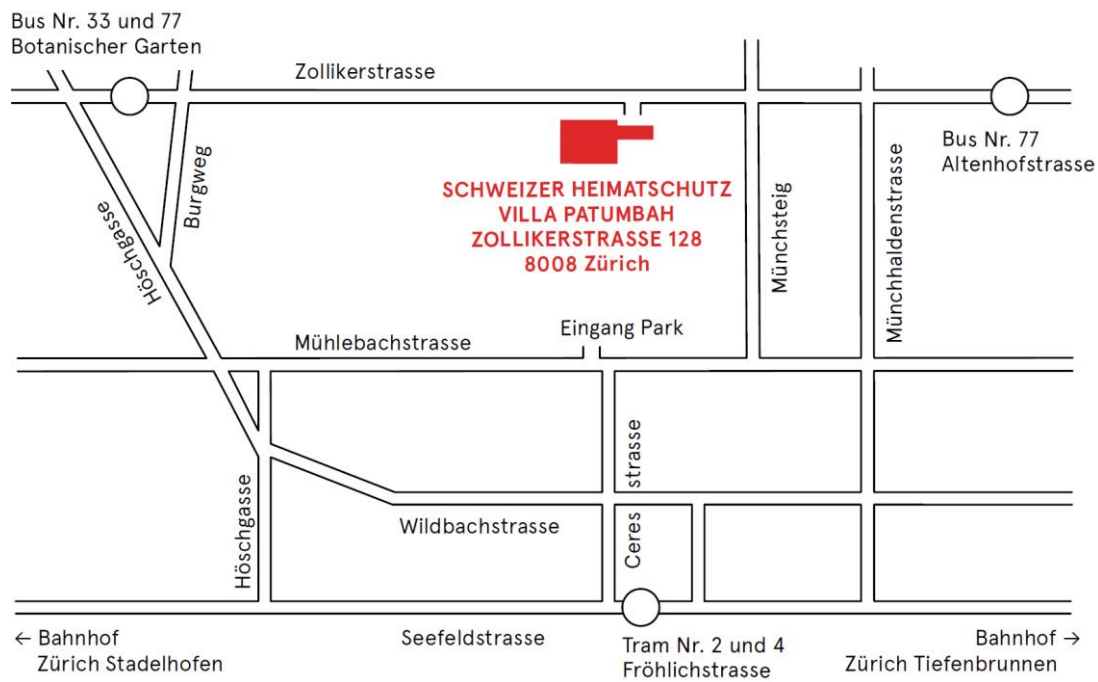 Bus Nr. 33 und 77
Botanischer Garten
Zollikerstrasse
Bus Nr. 77
Altenhofstrasse
Burgweg
Höschgasse
SCHWEIZER HEIMATSCHUTZ
VILLA PATUMBAH
ZOLLIKERSTRASSE 128
8008 Zürich
Münchsteig
Münchhaldenstrasse
Eingang Park
Mühlebachstrasse
Höschgasse
Wildbachstrasse
Ceres strasse
← Bahnhof
Zürich Stadelhofen
Seefeldstrasse
Tram Nr. 2 und 4
Fröhlichstrasse
Bahnhof →
Zürich Tiefenbrunnen